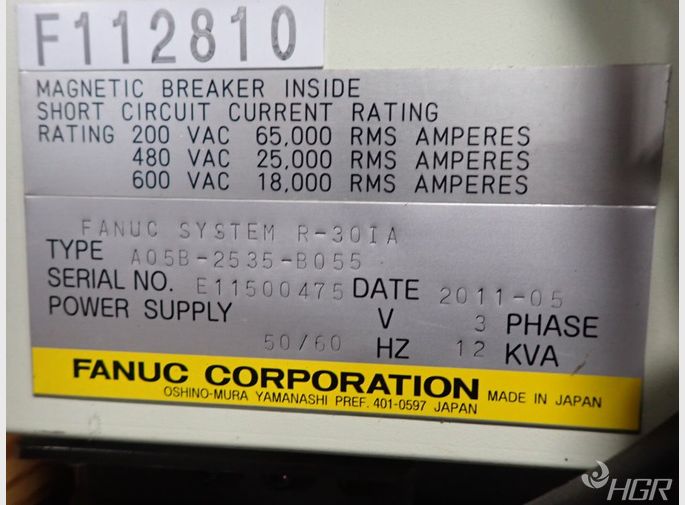 F112810
MAGNETIC BREAKER INSIDE
SHORT CIRCUIT CURRENT RATING
RATING 200 VAC 65,000 RMS AMPERES
480 VAC 25,000 RMS AMPERES
600 VAC 18,000 RMS AMPERES
FANUC SYSTEM R-30IA
TYPE A05B-2535-B055
SERIAL NO. E11500475 DATE 2011-05
POWER SUPPLY V 3 PHASE
50/60 HZ 12 KVA
FANUC CORPORATION MADE IN JAPAN
OSHINO-MURA YAMANASHI PREF. 401-0597 JAPAN
HGR